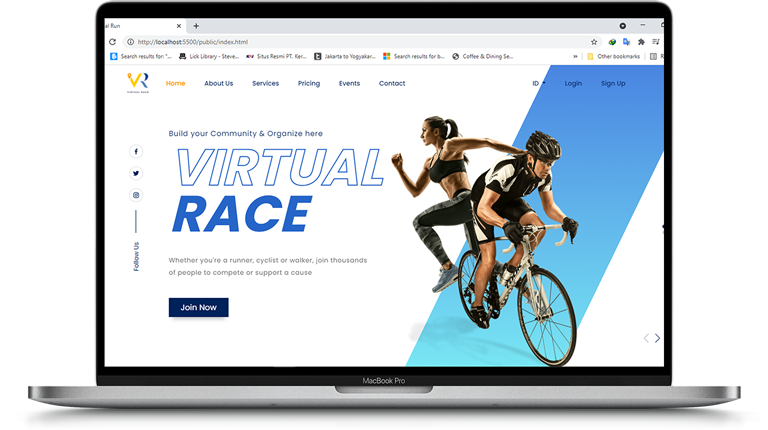 al Run
http://localhost:5500/public/index.html
Search results for: "...
Lick Library - Steve...
Situs Resmi PT. Ker...
Jakarta to Yogyakar...
Search results for b...
Coffee & Dining Se...
»
Other bookmarks
R
VR
Home
About Us
Services
Pricing
Events
Contact
ID
Login
Sign Up
Build your Community & Organize here
VIRTUAL
RACE
Follow Us
Whether you're a runner, cyclist or walker, join thousands
of people to compete or support a cause
Join Now
MacBook Pro